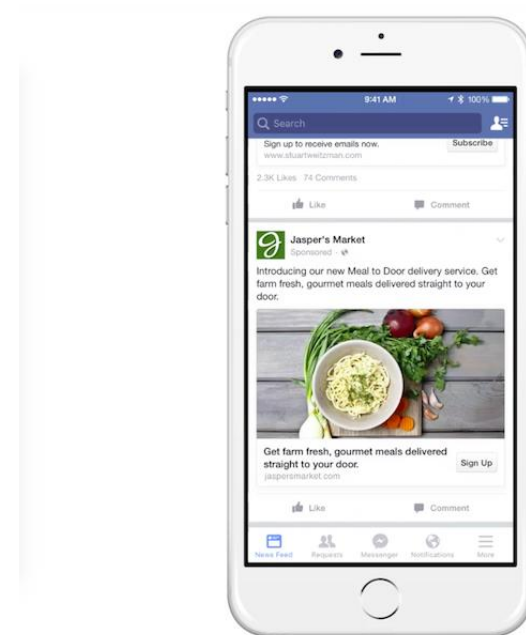 9:41 AM
100%
Search
Sign up to receive emails now.
Subscribe
www.stuartweitzman.com
2.3K Likes 74 Comments
Like
Comment
Jasper's Market
Sponsored ·
Introducing our new Meal to Door delivery service. Get
farm fresh, gourmet meals delivered straight to your
door.
Get farm fresh, gourmet meals delivered
straight to your door.
Sign Up
jaspersmarket.com
Like
Comment
News Feed
Requests
Messenger
Notifications
More